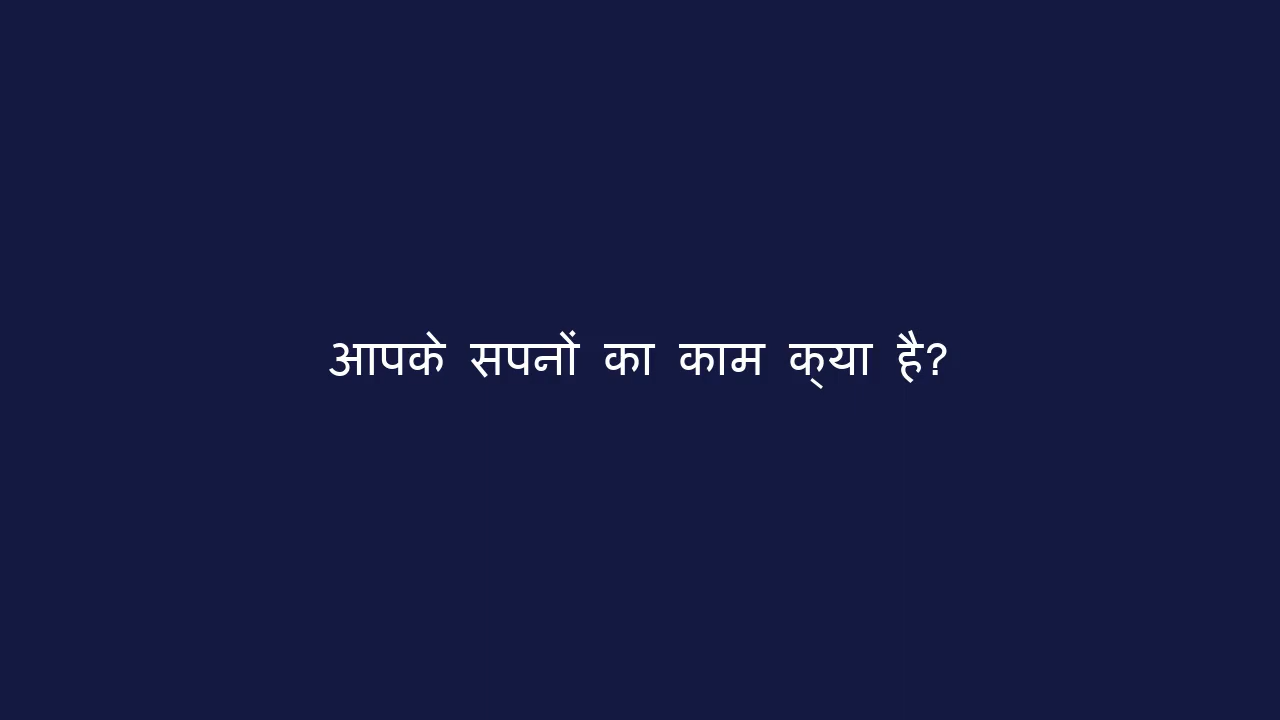 आपके सपनों का काम क्या है?